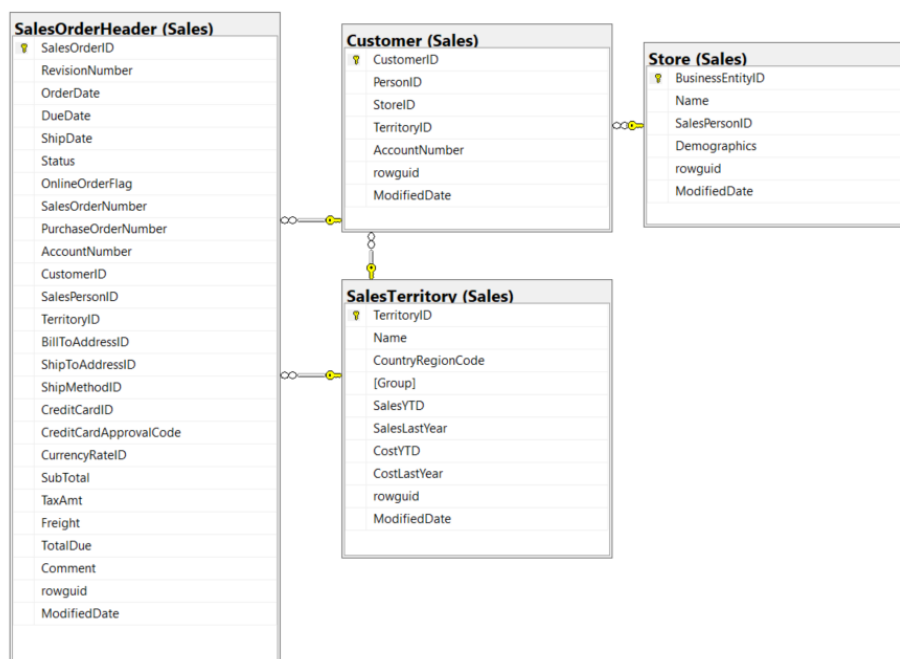 SalesOrderHeader (Sales)
SalesOrderID
RevisionNumber
OrderDate
DueDate
ShipDate
Status
OnlineOrderFlag
SalesOrderNumber
PurchaseOrderNumber
AccountNumber
CustomerID
SalesPersonID
TerritoryID
BillToAddressID
ShipToAddressID
ShipMethodID
CreditCardID
CreditCardApprovalCode
CurrencyRateID
SubTotal
TaxAmt
Freight
TotalDue
Comment
rowguid
ModifiedDate
Customer (Sales)
CustomerID
PersonID
StoreID
TerritoryID
AccountNumber
rowguid
ModifiedDate
Store (Sales)
BusinessEntityID
Name
SalesPersonID
Demographics
rowguid
ModifiedDate
SalesTerritory (Sales)
TerritoryID
Name
CountryRegionCode
[Group]
SalesYTD
SalesLastYear
CostYTD
CostLastYear
rowguid
ModifiedDate